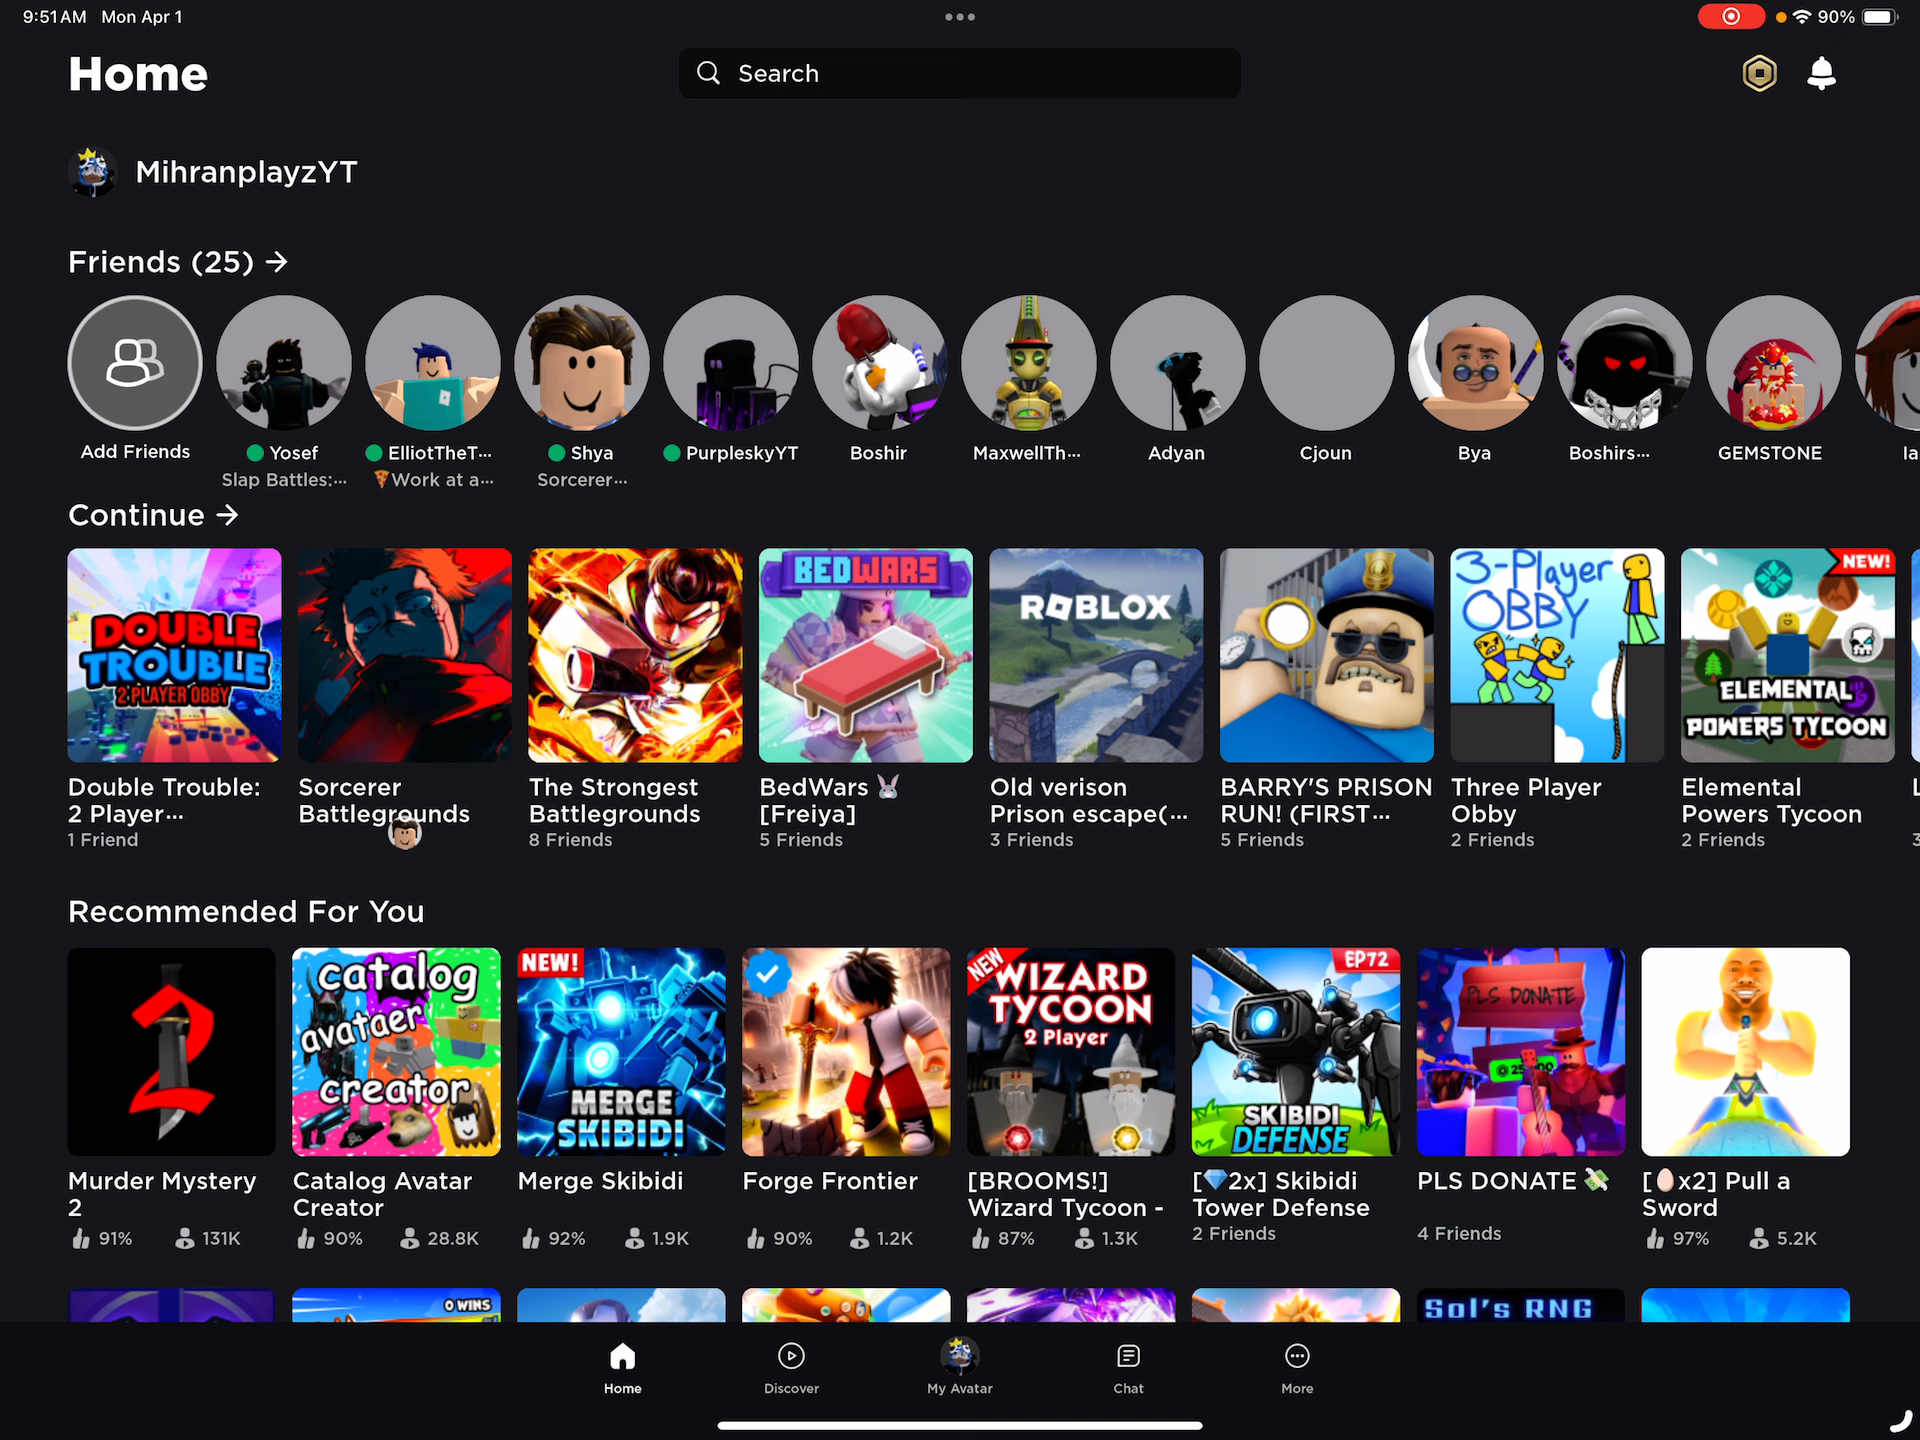 9:51 AM Mon Apr 1
90%
Home
Search
MihranplayzYT
Friends (25) →
Add Friends
Yosef
Slap Battles:...
ElliotTheT...
🍕Work at a...
Shya
Sorcerer...
PurpleskyYT
Boshir
MaxwellTh...
Adyan
Cjoun
Bya
Boshirs...
GEMSTONE
Continue →
DOUBLE
TROUBLE
2 PLAYER OBBY
BEDWARS
ROBLOX
3-Player
OBBY
NEW!
ELEMENTAL
POWERS TYCOON
Double Trouble:
2 Player...
1 Friend
Sorcerer
Battlegrounds
The Strongest
Battlegrounds
8 Friends
BedWars 🐰
[Freiya]
5 Friends
Old verison
Prison escape(...
3 Friends
BARRY'S PRISON
RUN! (FIRST...
5 Friends
Three Player
Obby
2 Friends
Elemental
Powers Tycoon
2 Friends
Recommended For You
2
catalog
avataer
creator
NEW!
MERGE
SKIBIDI
NEW
WIZARD
TYCOON
2 Player
EP72
SKIBIDI
DEFENSE
PLS DONATE
Murder Mystery
2
91% 131K
Catalog Avatar
Creator
90% 28.8K
Merge Skibidi
92% 1.9K
Forge Frontier
90% 1.2K
[BROOMS!]
Wizard Tycoon -
87% 1.3K
[💎2x] Skibidi
Tower Defense
2 Friends
PLS DONATE 💸
4 Friends
[🥚x2] Pull a
Sword
97% 5.2K
0 WINS
Sol's RNG
Home
Discover
My Avatar
Chat
More